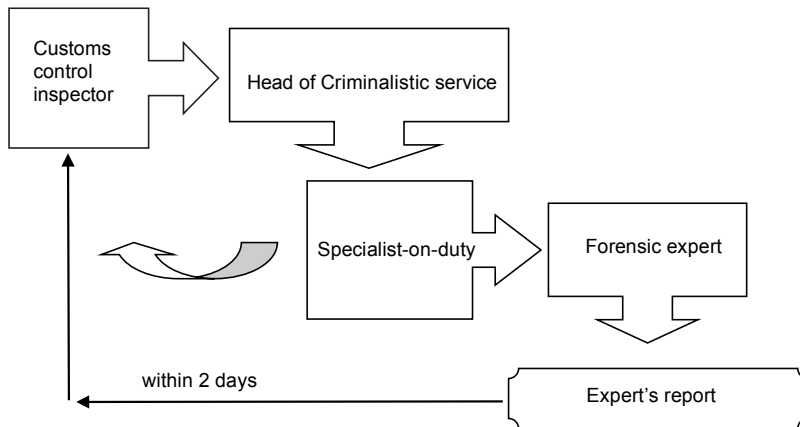 Customs
control
inspector
Head of Criminalistic service
Specialist-on-duty
Forensic expert
within 2 days
Expert’s report